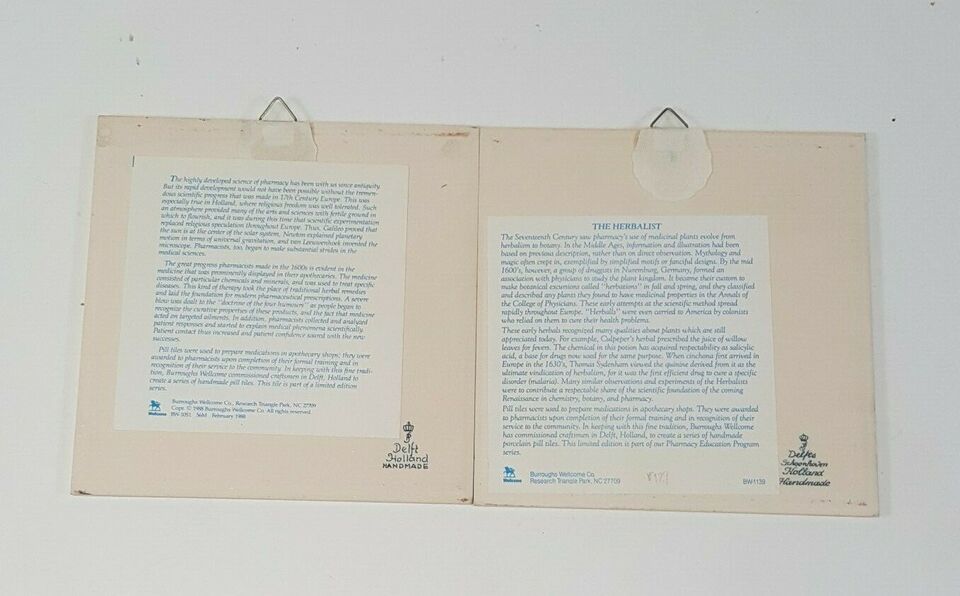 The highly developed science of pharmacy has been with us since antiquity.
But its rapid development would not have been possible without the tremen-
dous scientific progress that was made in 17th Century Europe. This was
especially true in Holland, where religious freedom was well tolerated. Such
an atmosphere provided many of the arts and sciences with fertile ground in
which to flourish, and it was during this time that scientific experimentation
replaced religious speculation throughout Europe. Thus, Galileo proved that
the sun is at the center of the solar system, Newton explained planetary
motion in terms of universal gravitation, and van Leeuwenhoek invented the
microscope. Pharmacists, too, began to make substantial strides in the
medical sciences.
The great progress pharmacists made in the 1600s is evident in the
medicine that was prominently displayed in their apothecaries. The medicine
consisted of particular chemicals and minerals, and was used to treat specific
diseases. This kind of therapy took the place of traditional herbal remedies
and laid the foundation for modern pharmaceutical prescriptions. A severe
blow was dealt to the "doctrine of the four humours" as people began to
recognize the curative properties of these products, and the fact that medicine
acted on targeted ailments. In addition, pharmacists collected and analyzed
patient responses and started to explain medical phenomena scientifically.
Patient contact thus increased and patient confidence soared with the new
successes.
Pill tiles were used to prepare medications in apothecary shops; they were
awarded to pharmacists upon completion of their formal training and in
recognition of their service to the community. In keeping with this fine tradi-
tion, Burroughs Wellcome commissioned craftsmen in Delft, Holland to
create a series of handmade pill tiles. This tile is part of a limited edition
series.
Burroughs Wellcome Co., Research Triangle Park, NC 27709
Copr. © 1988 Burroughs Wellcome Co. All rights reserved.
Wellcome BW-1051 February 1988
Delft
Holland
HANDMADE
THE HERBALIST
The Seventeenth Century saw pharmacy's use of medicinal plants evolve from
herbalism to botany. In the Middle Ages, information and illustration had been
based on previous description, rather than on direct observation. Mythology and
magic often crept in, exemplified by simplified motifs or fanciful designs. By the mid
1600's, however, a group of druggists in Nuremburg, Germany, formed an
association with physicians to study the plant kingdom. It became their custom to
make botanical excursions called "herbations" in fall and spring, and they classified
and described any plants they found to have medicinal properties in the Annals of
the College of Physicians. These early attempts at the scientific method spread
rapidly throughout Europe. "Herballs" were even carried to America by colonists
who relied on them to cure their health problems.
These early herbals recognized many qualities about plants which are still
appreciated today. For example, Culpeper's herbal prescribed the juice of willow
leaves for fevers. The chemical in this potion has acquired respectability as salicylic
acid, a base for drugs now used for the same purpose. When cinchona first arrived in
Europe in the 1630's, Thomas Sydenham viewed the quinine derived from it as the
ultimate vindication of herbalism, for it was the first efficient drug to cure a specific
disorder (malaria). Many similar observations and experiments of the Herbalists
were to contribute a respectable share of the scientific foundation of the coming
Renaissance in chemistry, botany, and pharmacy.
Pill tiles were used to prepare medications in apothecary shops. They were awarded
to pharmacists upon completion of their formal training and in recognition of their
service to the community. In keeping with this fine tradition, Burroughs Wellcome
has commissioned craftsmen in Delft, Holland, to create a series of handmade
porcelain pill tiles. This limited edition is part of our Pharmacy Education Program
series.
Burroughs Wellcome Co.
Wellcome Research Triangle Park, NC 27709 BW-1139
Delfts
Schoonhoven
Holland
Handmade